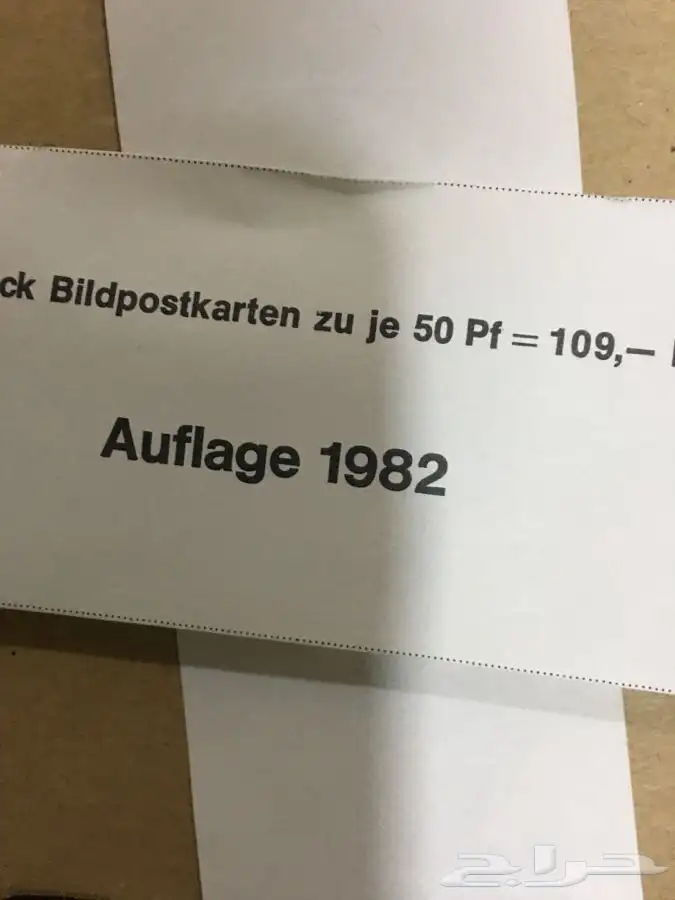 ck Bildpostkarten zu je 50 Pf = 109,—
Auflage 1982
حراج